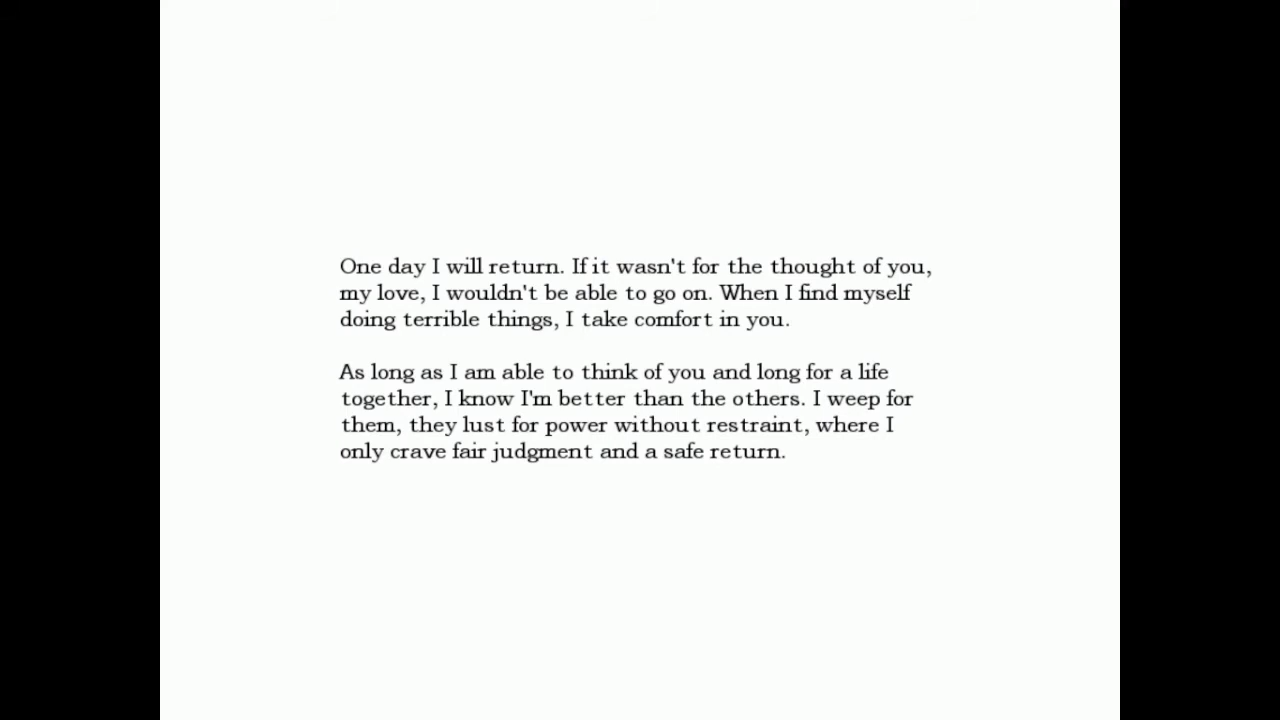 One day I will return. If it wasn't for the thought of you,
my love, I wouldn't be able to go on. When I find myself
doing terrible things, I take comfort in you.
As long as I am able to think of you and long for a life
together, I know I'm better than the others. I weep for
them, they lust for power without restraint, where I
only crave fair judgment and a safe return.